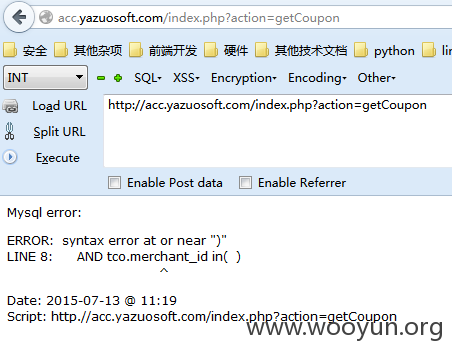 acc.yazuosoft.com/index.php?action=getCoupon
安全 其他杂项 前端开发 硬件 其他技术文档 python lin
INT SQL XSS Encryption Encoding Other
Load URL http://acc.yazuosoft.com/index.php?action=getCoupon
Split URL
Execute
Enable Post data Enable Referrer
Mysql error:
ERROR: syntax error at or near ")"
LINE 8: AND tco.merchant_id in( )
^
Date: 2015-07-13 @ 11:19
Script: http://acc.yazuosoft.com/index.php?action=getCoupon
www.wooyun.org